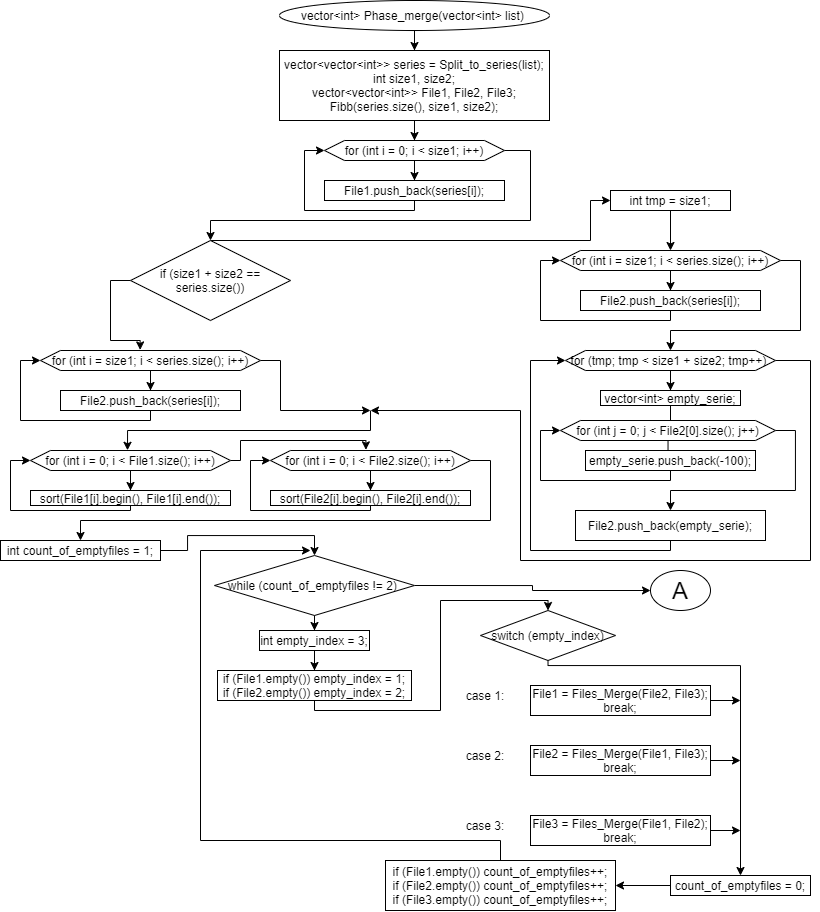 vector<int> Phase_merge(vector<int> list)
vector<vector<int>> series = Split_to_series(list);
int size1, size2;
vector<vector<int>> File1, File2, File3;
Fibb(series.size(), size1, size2);
for (int i = 0; i < size1; i++)
File1.push_back(series[i]);
if (size1 + size2 ==
series.size())
for (int i = size1; i < series.size(); i++)
File2.push_back(series[i]);
int tmp = size1;
for (int i = size1; i < series.size(); i++)
File2.push_back(series[i]);
for (tmp; tmp < size1 + size2; tmp++)
vector<int> empty_serie;
for (int j = 0; j < File2[0].size(); j++)
empty_serie.push_back(-100);
File2.push_back(empty_serie);
for (int i = 0; i < File1.size(); i++)
sort(File1[i].begin(), File1[i].end());
for (int i = 0; i < File2.size(); i++)
sort(File2[i].begin(), File2[i].end());
int count_of_emptyfiles = 1;
while (count_of_emptyfiles != 2)
A
int empty_index = 3;
if (File1.empty()) empty_index = 1;
if (File2.empty()) empty_index = 2;
switch (empty_index)
case 1:
File1 = Files_Merge(File2, File3);
break;
case 2:
File2 = Files_Merge(File1, File3);
break;
case 3:
File3 = Files_Merge(File1, File2);
break;
count_of_emptyfiles = 0;
if (File1.empty()) count_of_emptyfiles++;
if (File2.empty()) count_of_emptyfiles++;
if (File3.empty()) count_of_emptyfiles++;